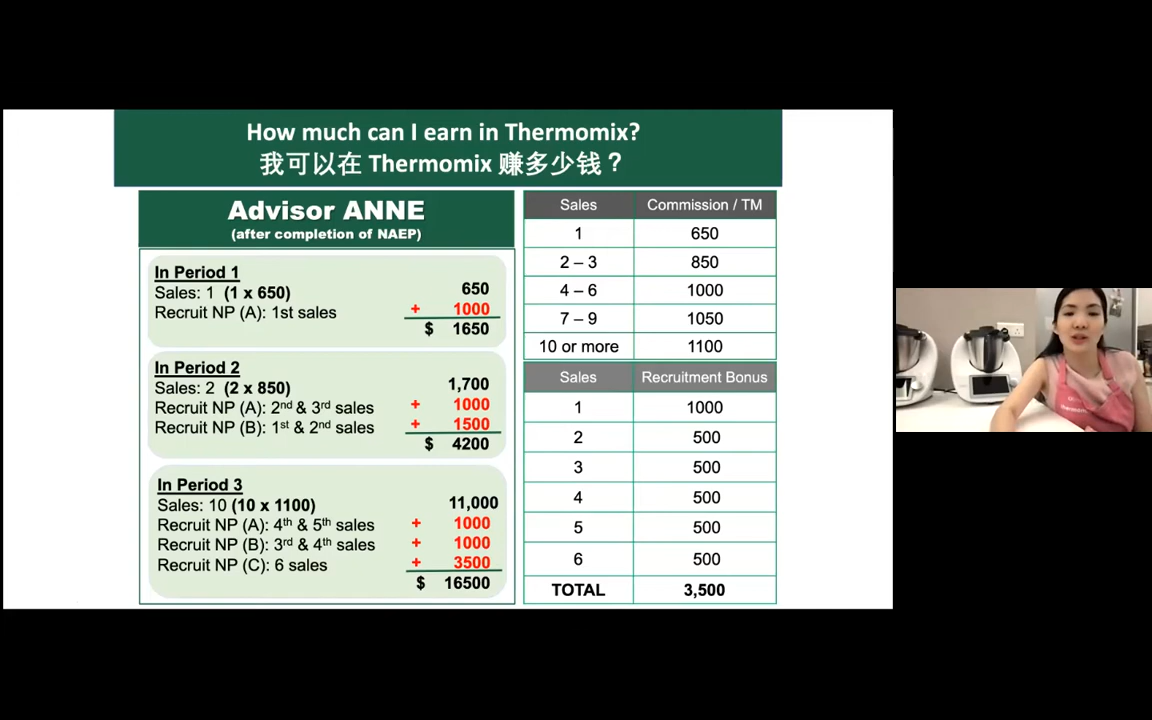 How much can I earn in Thermomix?
我可以在 Thermomix 赚多少钱？
Advisor ANNE
(after completion of NAEP)
In Period 1
Sales: 1 (1 x 650) 650
Recruit NP (A): 1st sales + 1000
$ 1650
In Period 2
Sales: 2 (2 x 850) 1,700
Recruit NP (A): 2nd & 3rd sales + 1000
Recruit NP (B): 1st & 2nd sales + 1500
$ 4200
In Period 3
Sales: 10 (10 x 1100) 11,000
Recruit NP (A): 4th & 5th sales + 1000
Recruit NP (B): 3rd & 4th sales + 1000
Recruit NP (C): 6 sales + 3500
$ 16500
Sales Commission / TM
1 650
2 – 3 850
4 – 6 1000
7 – 9 1050
10 or more 1100
Sales Recruitment Bonus
1 1000
2 500
3 500
4 500
5 500
6 500
TOTAL 3,500